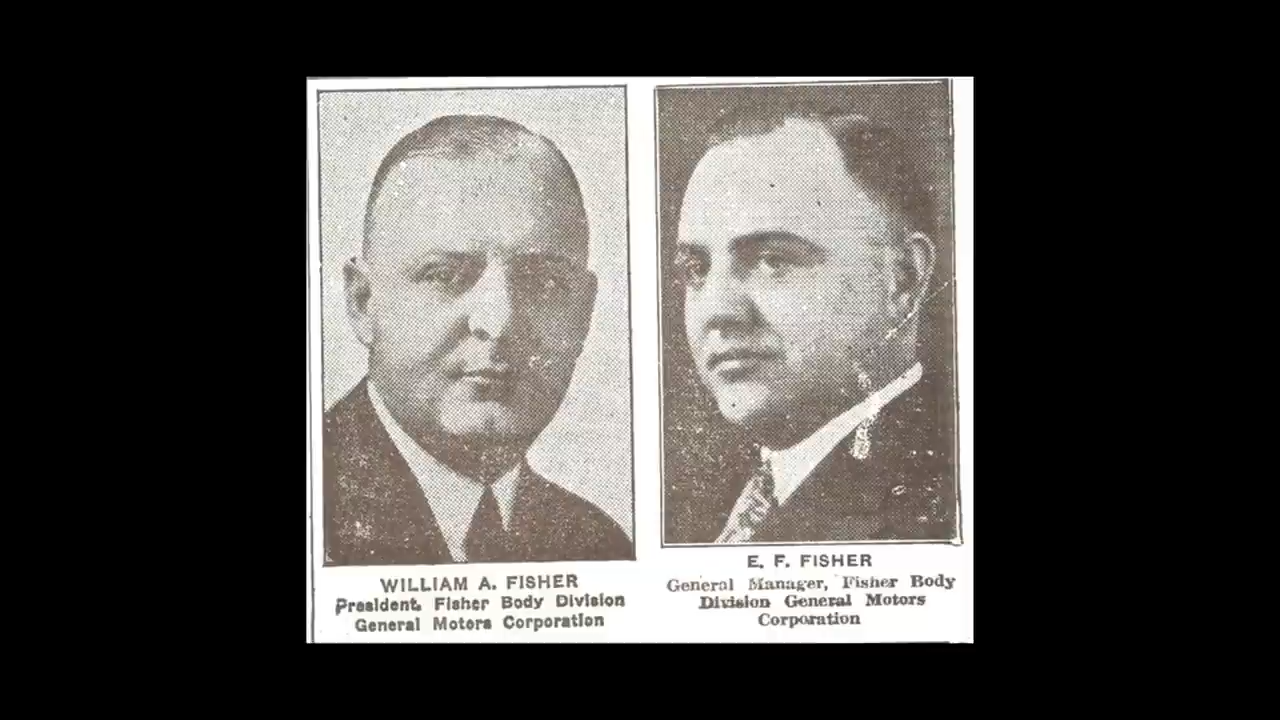 WILLIAM A. FISHER
President, Fisher Body Division
General Motors Corporation
E. F. FISHER
General Manager, Fisher Body
Division General Motors
Corporation